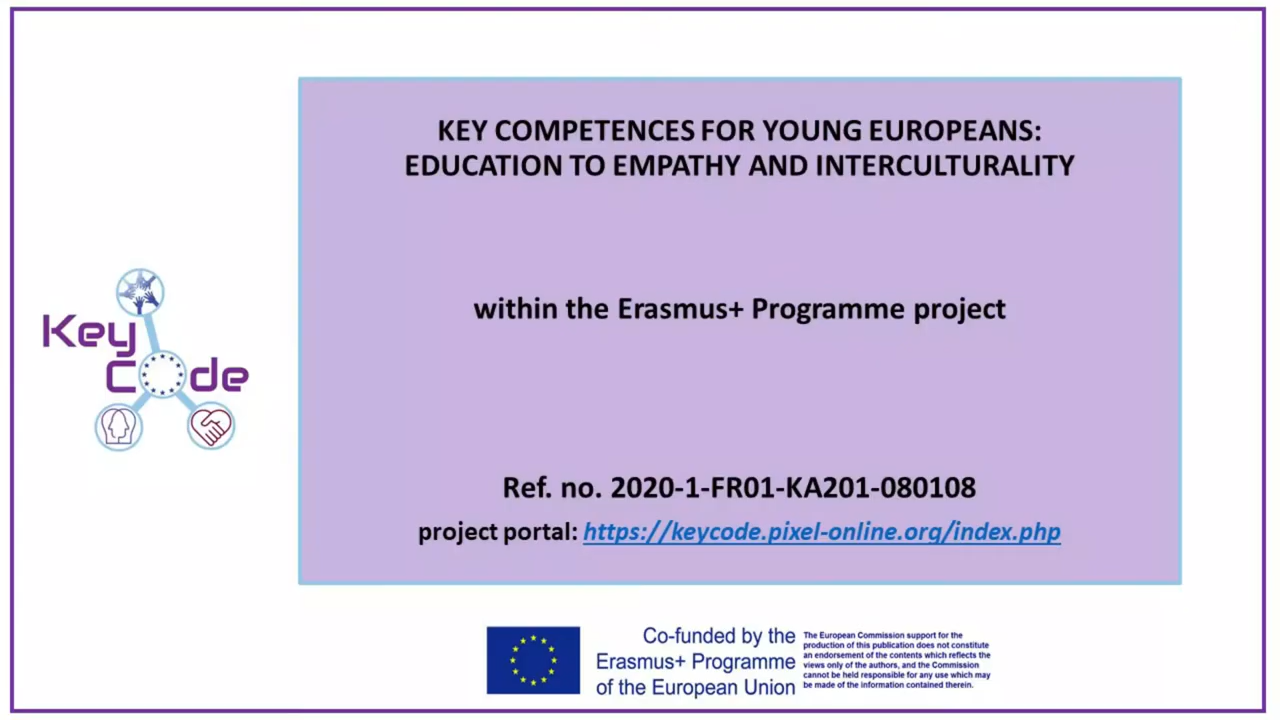 KEY COMPETENCES FOR YOUNG EUROPEANS:
EDUCATION TO EMPATHY AND INTERCULTURALITY
within the Erasmus+ Programme project
Key
Code
Ref. no. 2020-1-FR01-KA201-080108
project portal: https://keycode.pixel-online.org/index.php
Co-funded by the
Erasmus+ Programme
of the European Union
The European Commission support for the
production of this publication does not constitute
an endorsement of the contents which reflects the
views only of the authors, and the Commission
cannot be held responsible for any use which may
be made of the information contained therein.